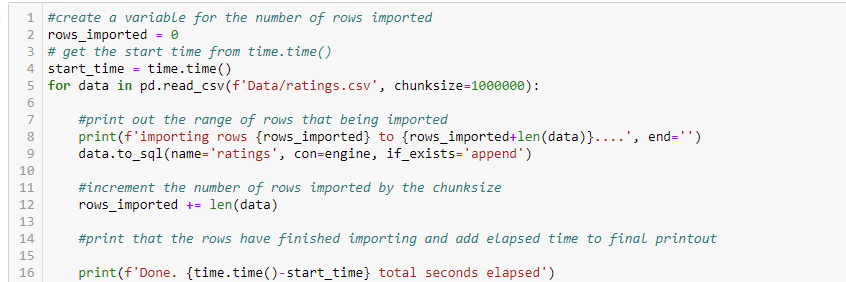 1 #create a variable for the number of rows imported
2 rows_imported = 0
3 # get the start time from time.time()
4 start_time = time.time()
5 for data in pd.read_csv(f'Data/ratings.csv', chunksize=1000000):
6
7     #print out the range of rows that being imported
8     print(f'importing rows {rows_imported} to {rows_imported+len(data)}....', end='')
9     data.to_sql(name='ratings', con=engine, if_exists='append')
10
11     #increment the number of rows imported by the chunksize
12     rows_imported += len(data)
13
14     #print that the rows have finished importing and add elapsed time to final printout
15
16     print(f'Done. {time.time()-start_time} total seconds elapsed')